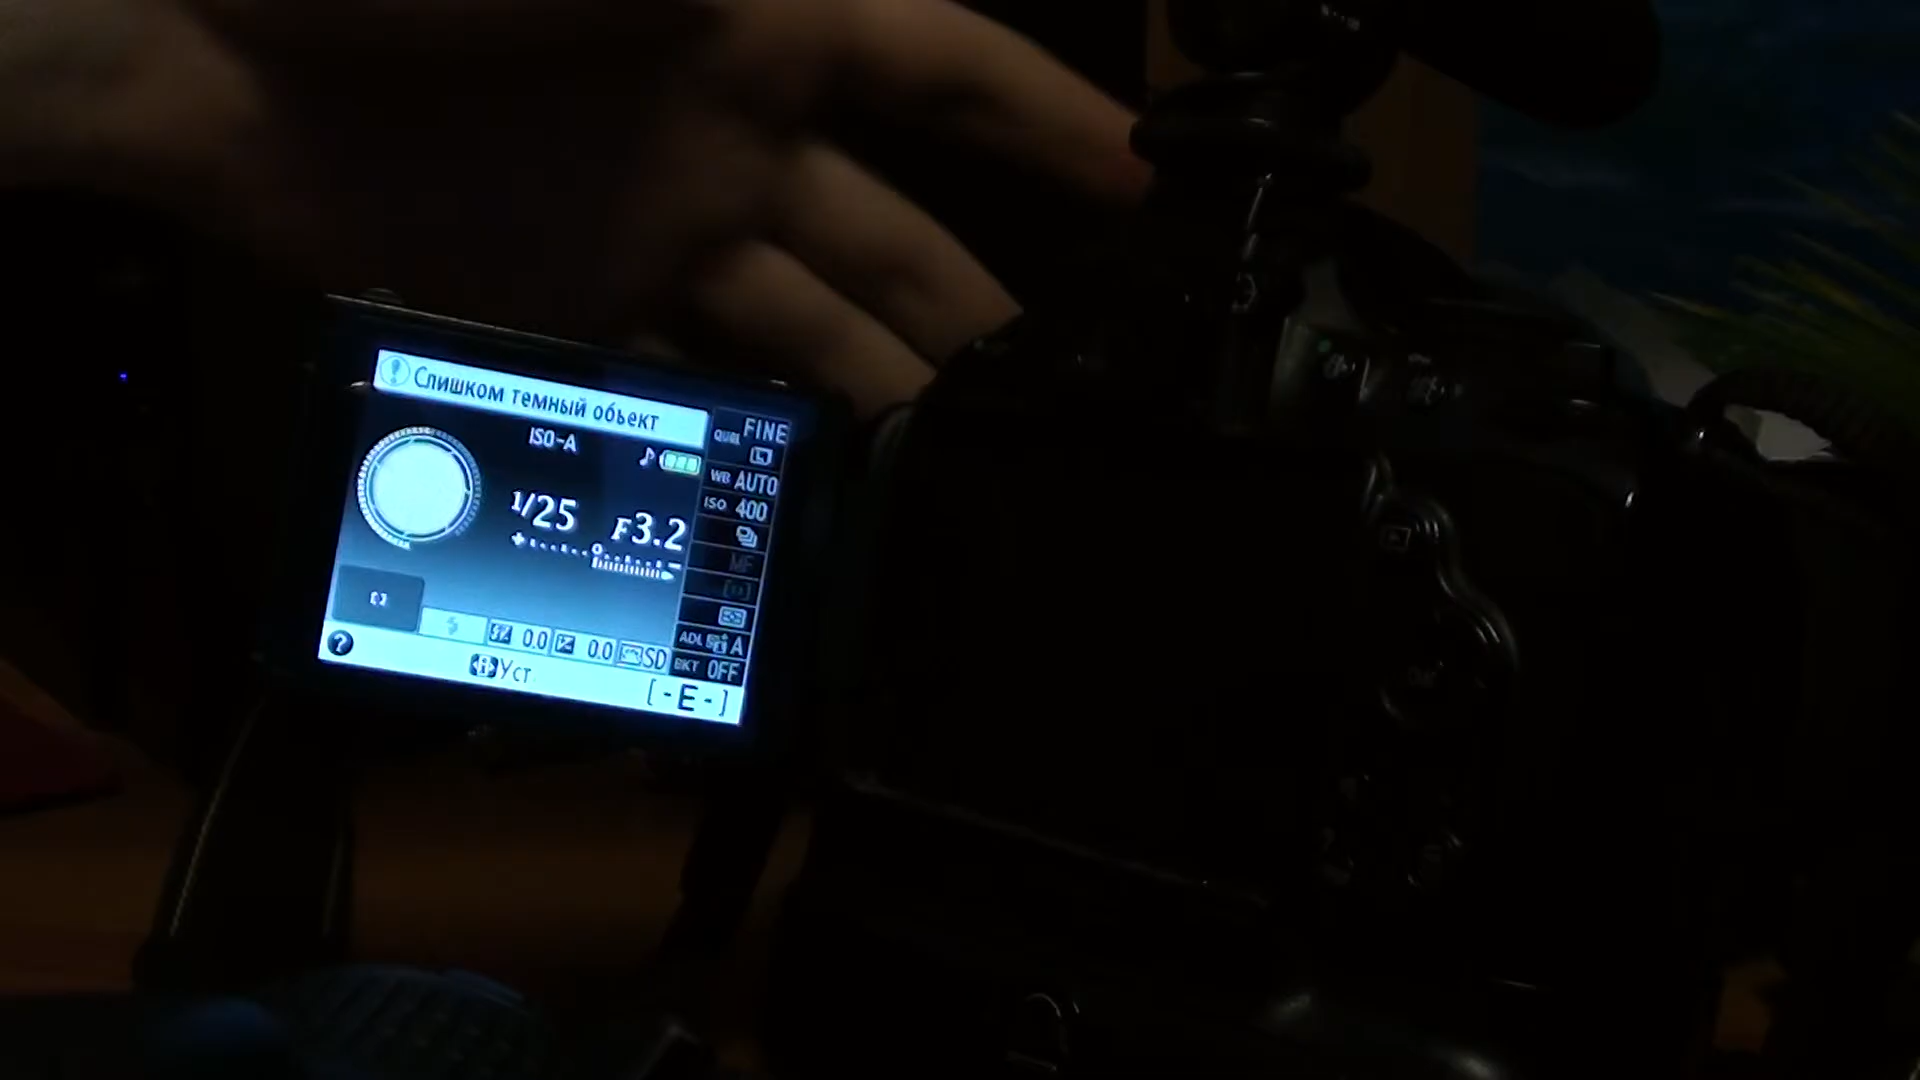 Слишком темный объект
ISO-A
1/25 F3.2
QUAL FINE
L
WB AUTO
ISO 400
MF
ADL A
BKT OFF
0.0 0.0 SD
? i Уст.
[-E-]